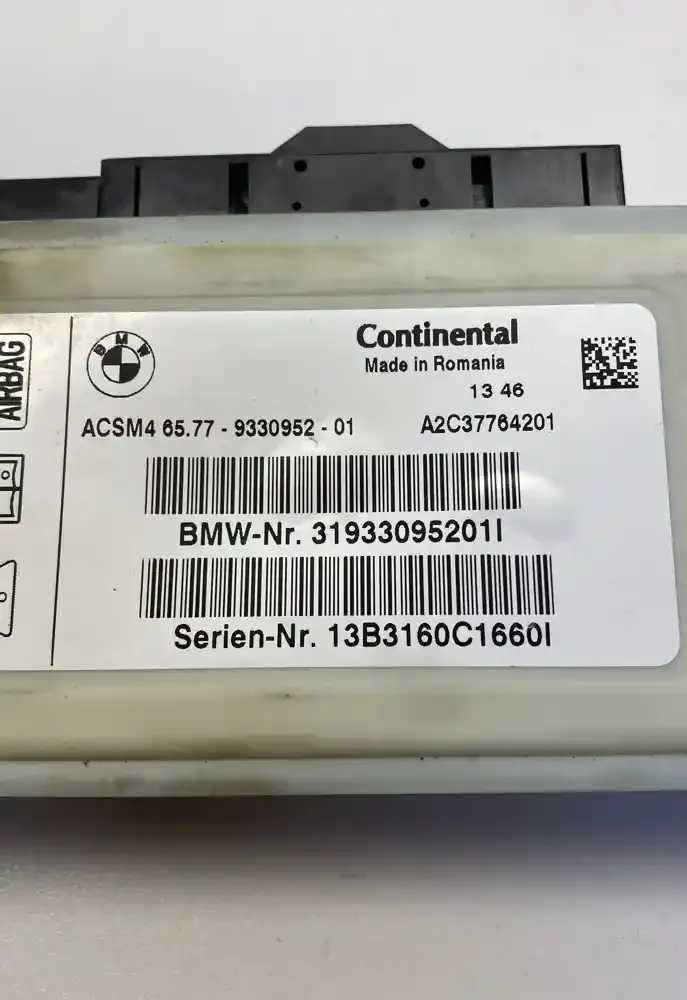 AIRBAG
BMW
Continental
Made in Romania
13 46
ACSM4 65.77 - 9330952 - 01 A2C37764201
BMW-Nr. 31933095201I
Serien-Nr. 13B3160C1660I